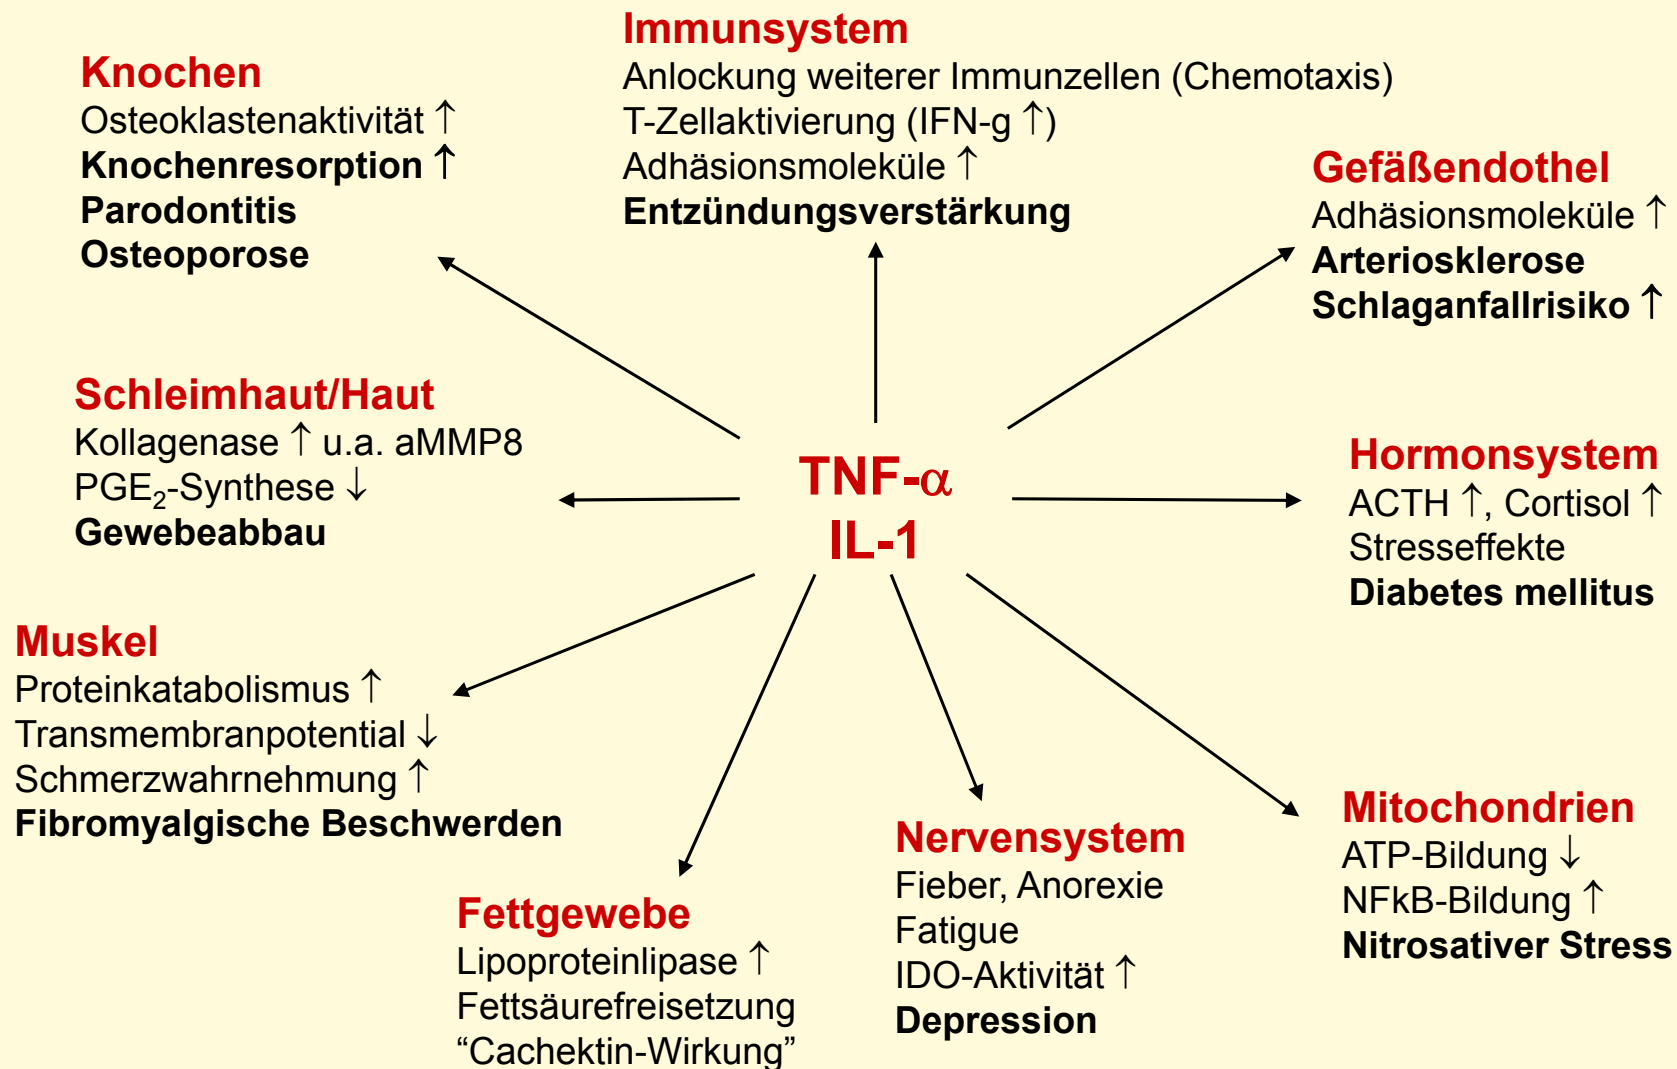 Immunsystem
Anlockung weiterer Immunzellen (Chemotaxis)
T-Zellaktivierung (IFN-g ↑)
Adhäsionsmoleküle ↑
Entzündungsverstärkung
Knochen
Osteoklastenaktivität ↑
Knochenresorption ↑
Parodontitis
Osteoporose
Gefäßendothel
Adhäsionsmoleküle ↑
Arteriosklerose
Schlaganfallrisiko ↑
Schleimhaut/Haut
Kollagenase ↑ u.a. aMMP8
PGE₂-Synthese ↓
Gewebeabbau
TNF-α
IL-1
Hormonsystem
ACTH ↑, Cortisol ↑
Stresseffekte
Diabetes mellitus
Muskel
Proteinkatabolismus ↑
Transmembranpotential ↓
Schmerzwahrnehmung ↑
Fibromyalgische Beschwerden
Fettgewebe
Lipoproteinlipase ↑
Fettsäurefreisetzung
“Cachektin-Wirkung”
Nervensystem
Fieber, Anorexie
Fatigue
IDO-Aktivität ↑
Depression
Mitochondrien
ATP-Bildung ↓
NFkB-Bildung ↑
Nitrosativer Stress